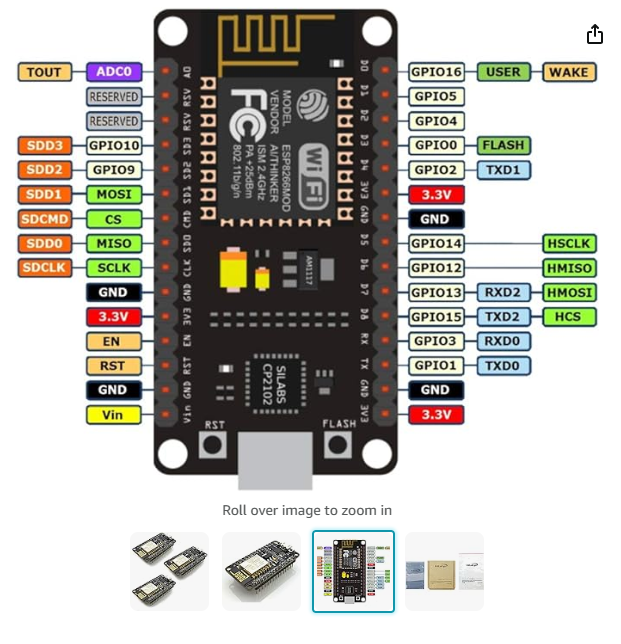 TOUT ADC0 A0 D0 GPIO16 USER WAKE
RESERVED RSV D1 GPIO5
RESERVED RSV D2 GPIO4
SDD3 GPIO10 SD3 D3 GPIO0 FLASH
SDD2 GPIO9 SD2 D4 GPIO2 TXD1
SDD1 MOSI SD1 3V3 3.3V
SDCMD CS CMD GND GND
SDD0 MISO SD0 D5 GPIO14 HSCLK
SDCLK SCLK CLK D6 GPIO12 HMISO
GND GND D7 GPIO13 RXD2 HMOSI
3.3V 3V3 D8 GPIO15 TXD2 HCS
EN EN RX GPIO3 RXD0
RST RST TX GPIO1 TXD0
GND GND GND GND
Vin Vin 3V3 3.3V
MODEL ESP8266MOD
VENDOR AI/THINKER
ISM 2.4GHz
PA +25dBm
802.11b/g/n
FC
Wi Fi
AM1117
SILABS
CP2102
RST
FLASH
Roll over image to zoom in